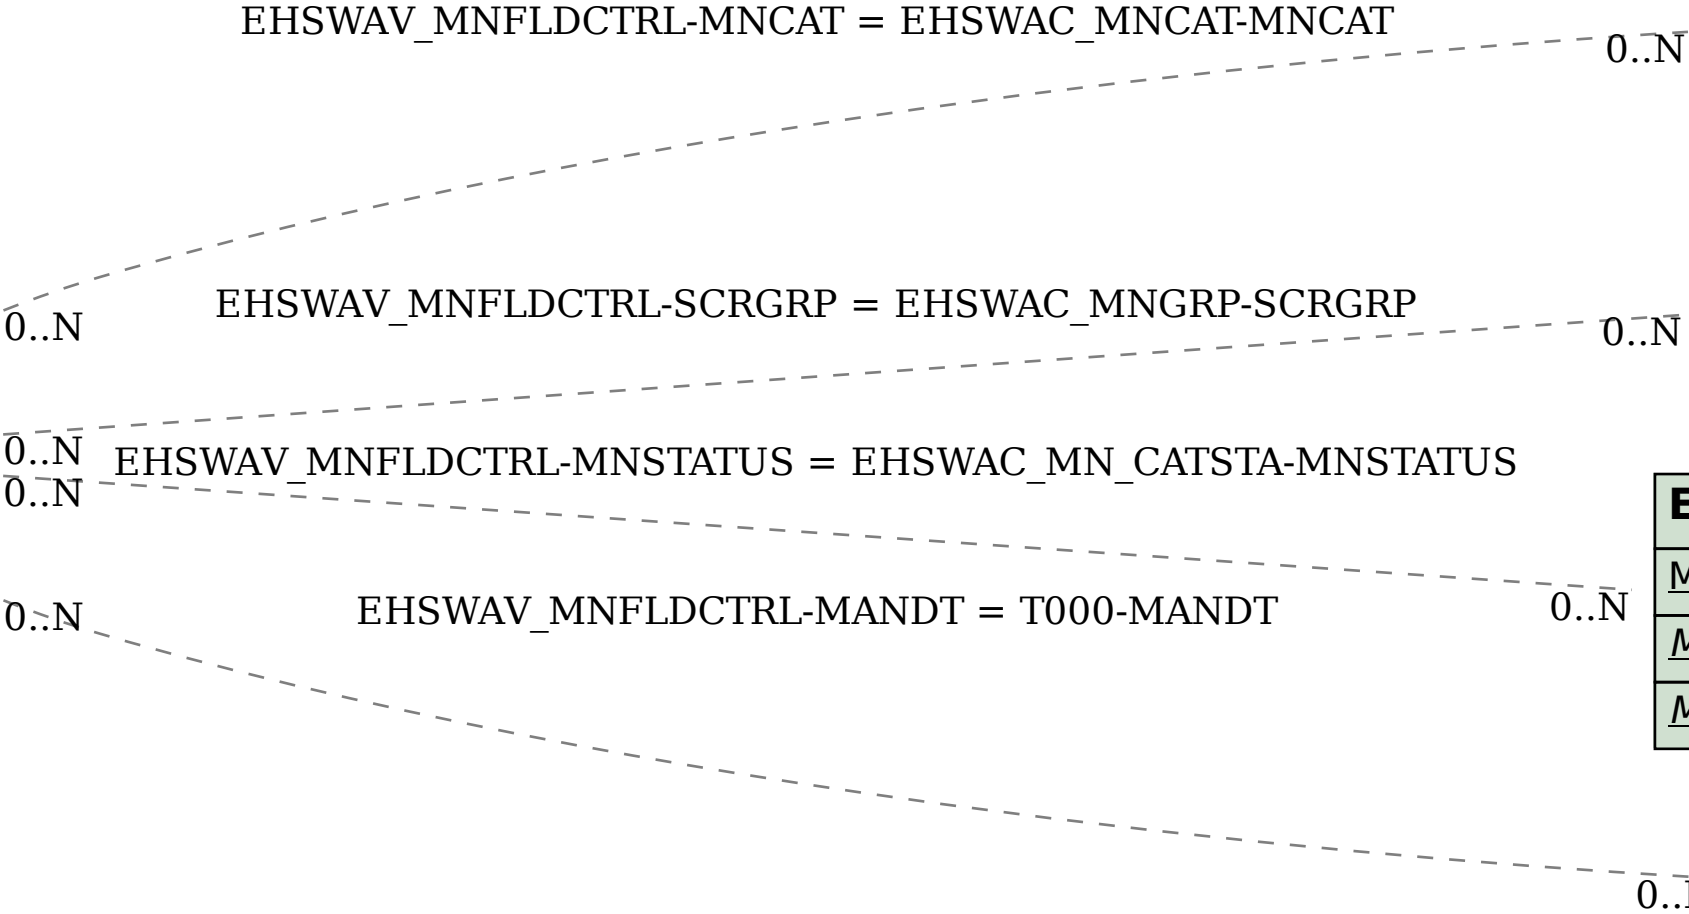 EHSWAV_MNFLDCTRL-MNCAT = EHSWAC_MNCAT-MNCAT
0..N
EHSWAV_MNFLDCTRL-SCRGRP = EHSWAC_MNGRP-SCRGRP
0..N
0..N
0..N
EHSWAV_MNFLDCTRL-MNSTATUS = EHSWAC_MN_CATSTA-MNSTATUS
0..N
0..N
EHSWAV_MNFLDCTRL-MANDT = T000-MANDT
0..N